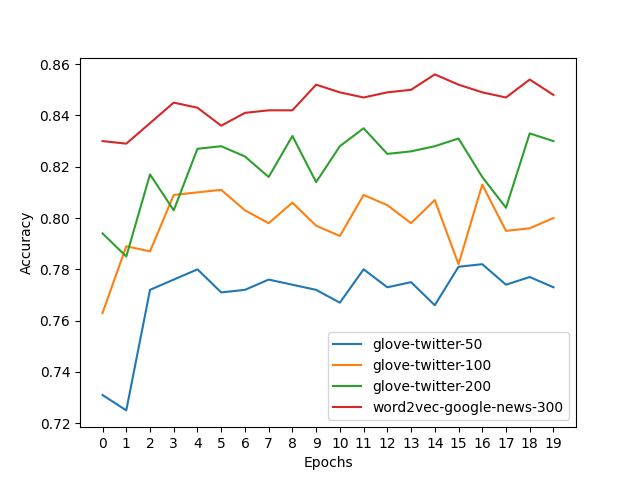 0.86
0.84
0.82
0.80
0.78
0.76
0.74
0.72
Accuracy
glove-twitter-50
glove-twitter-100
glove-twitter-200
word2vec-google-news-300
0 1 2 3 4 5 6 7 8 9 10 11 12 13 14 15 16 17 18 19
Epochs